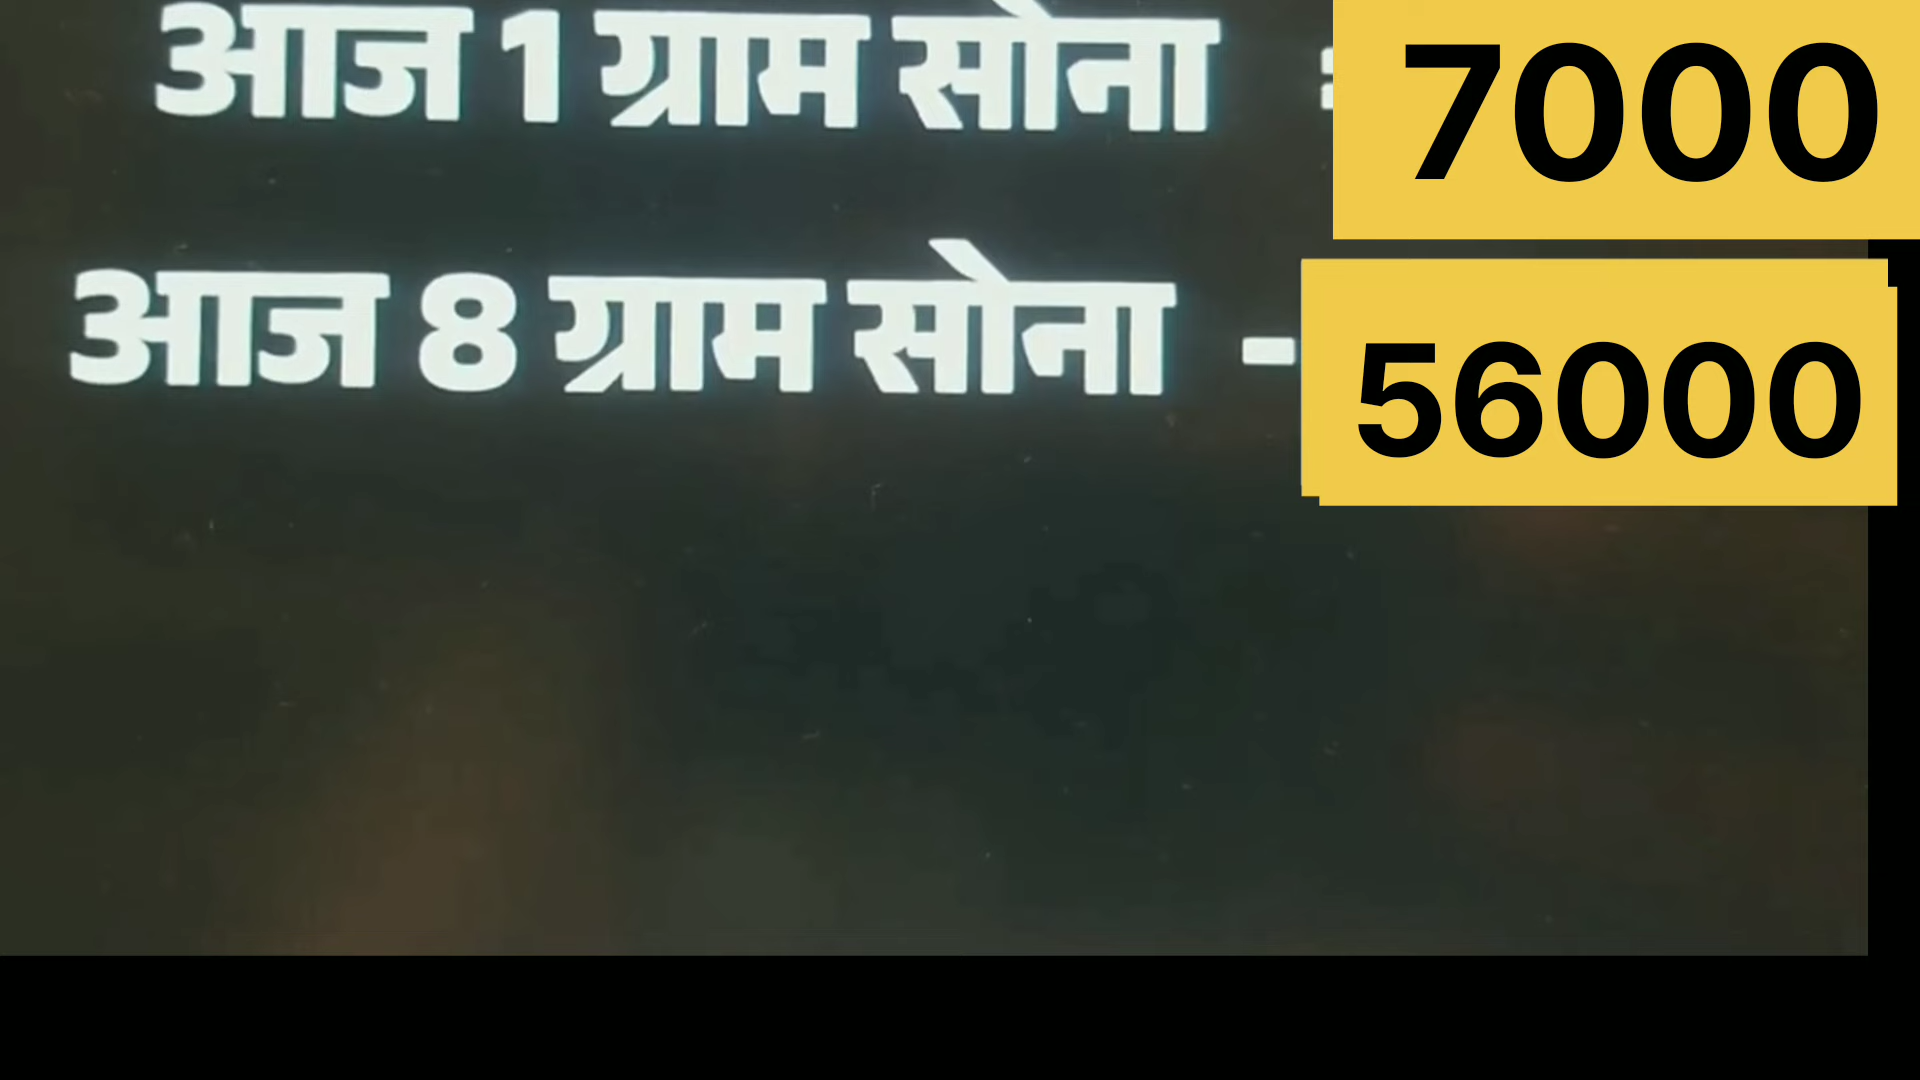 आज 1 ग्राम सोना 7000
आज 8 ग्राम सोना - 56000